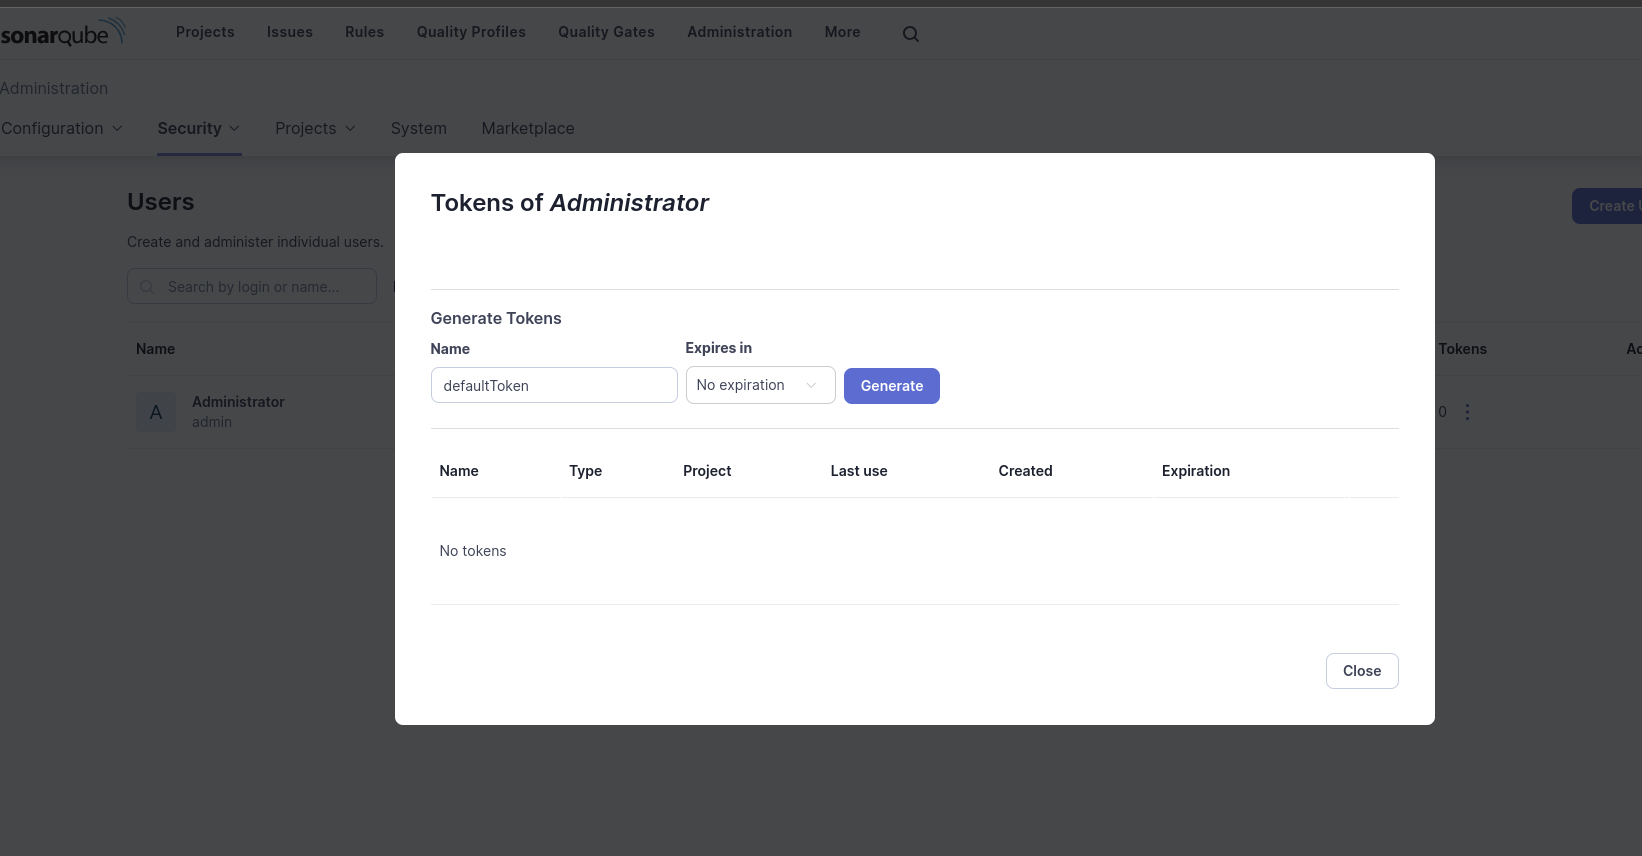 sonarqube
Projects Issues Rules Quality Profiles Quality Gates Administration More
Administration
Configuration Security Projects System Marketplace
Users
Create
Create and administer individual users.
Search by login or name...
Name Tokens
A
Administrator
admin
0
Tokens of Administrator
Generate Tokens
Name Expires in
defaultToken No expiration Generate
Name Type Project Last use Created Expiration
No tokens
Close